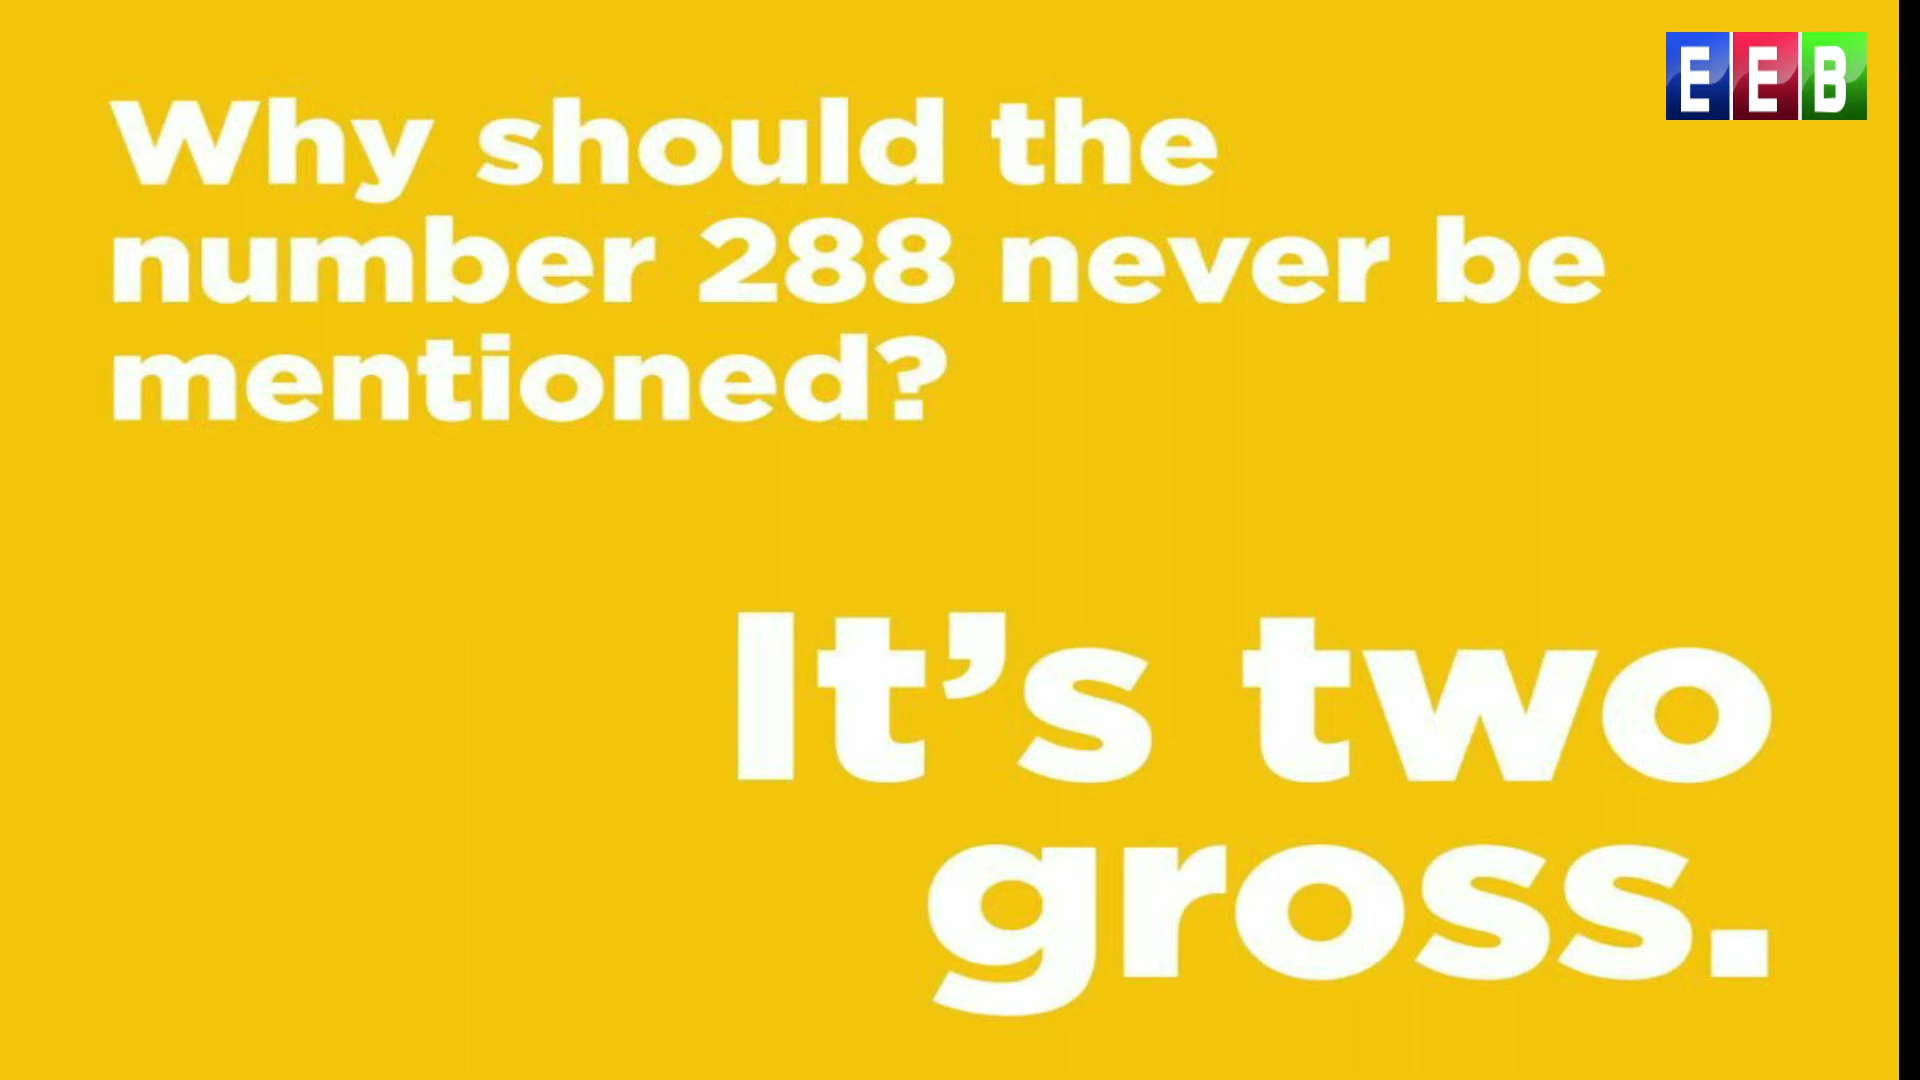 EEB
Why should the
number 288 never be
mentioned?
It’s two
gross.